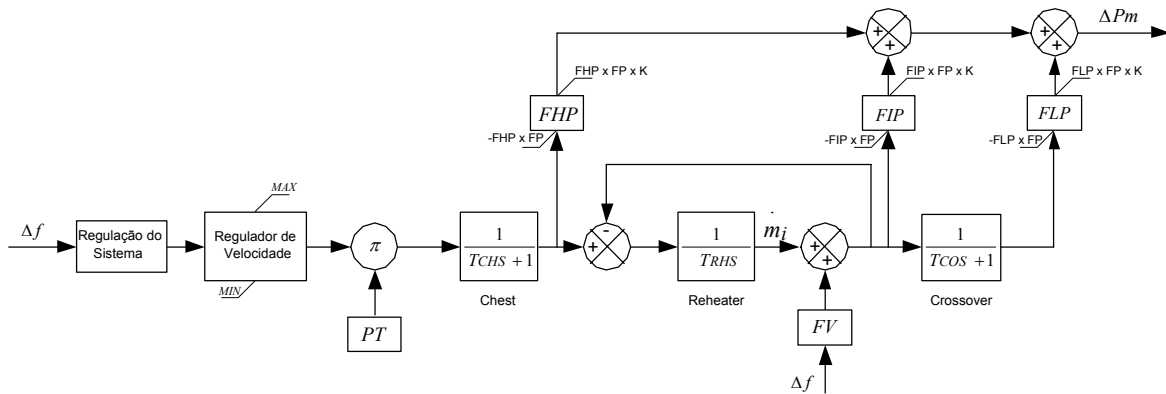 ΔPm
FHP x FP x K
FIP x FP x K
FLP x FP x K
FHP
FIP
FLP
-FHP x FP
-FIP x FP
-FLP x FP
+
+
+
+
Δf
Regulação do
Sistema
MAX
Regulador de
Velocidade
MIN
π
PT
1
TCHS + 1
Chest
-
+
1
TRHS
Reheater
ṁi
+
+
FV
Δf
1
TCOS + 1
Crossover